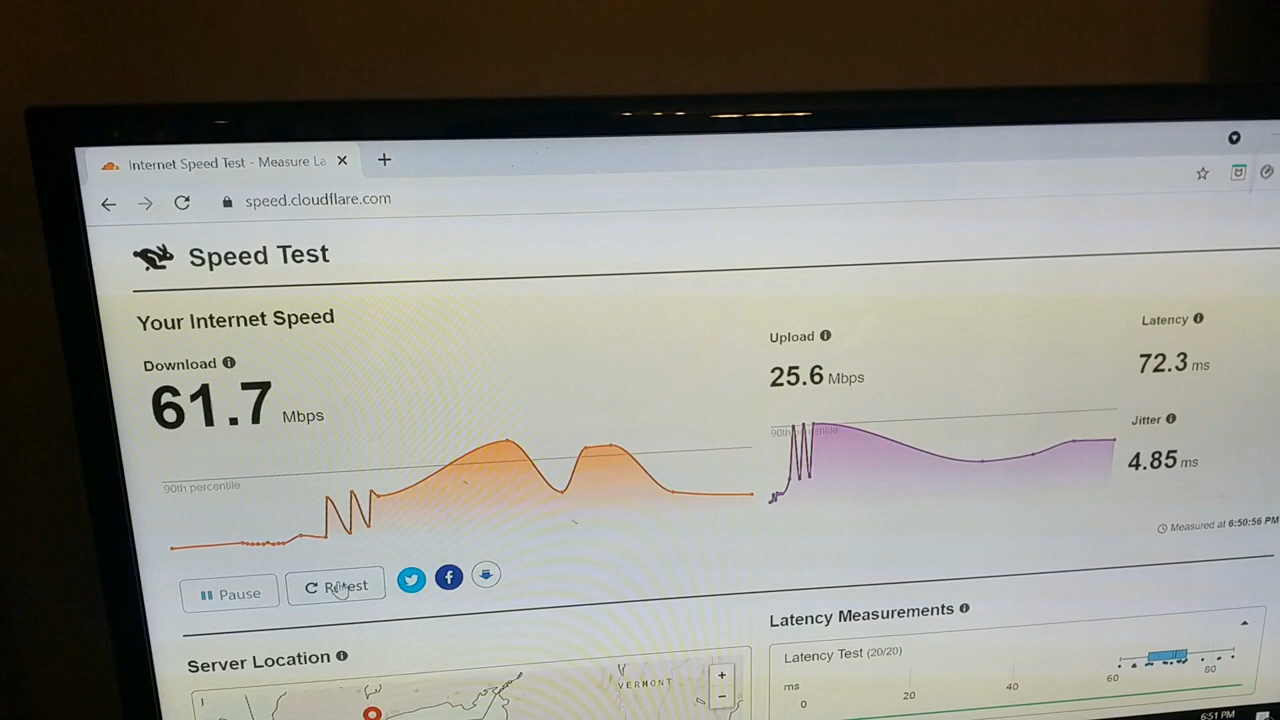 Internet Speed Test - Measure La
speed.cloudflare.com
Speed Test
Your Internet Speed
Download
61.7 Mbps
90th percentile
Upload
25.6 Mbps
90th percentile
Latency
72.3 ms
Jitter
4.85 ms
Measured at 6:50:56 PM
Pause
Retest
Server Location
VERMONT
+
−
Latency Measurements
Latency Test (20/20)
ms
0 20 40 60 80
6:51 PM